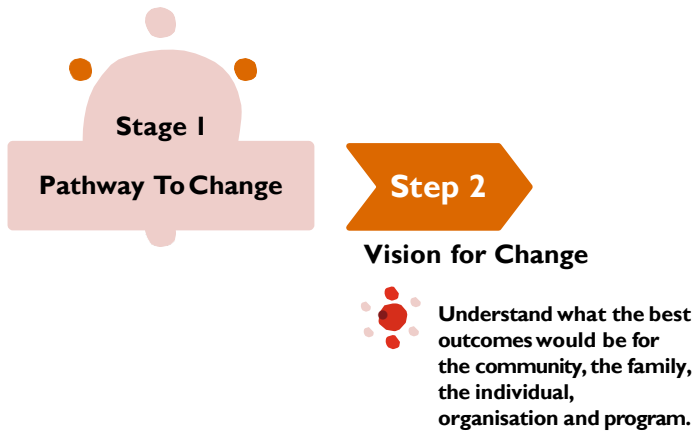 Stage 1
Pathway To Change
Step 2
Vision for Change
Understand what the best
outcomes would be for
the community, the family,
the individual,
organisation and program.